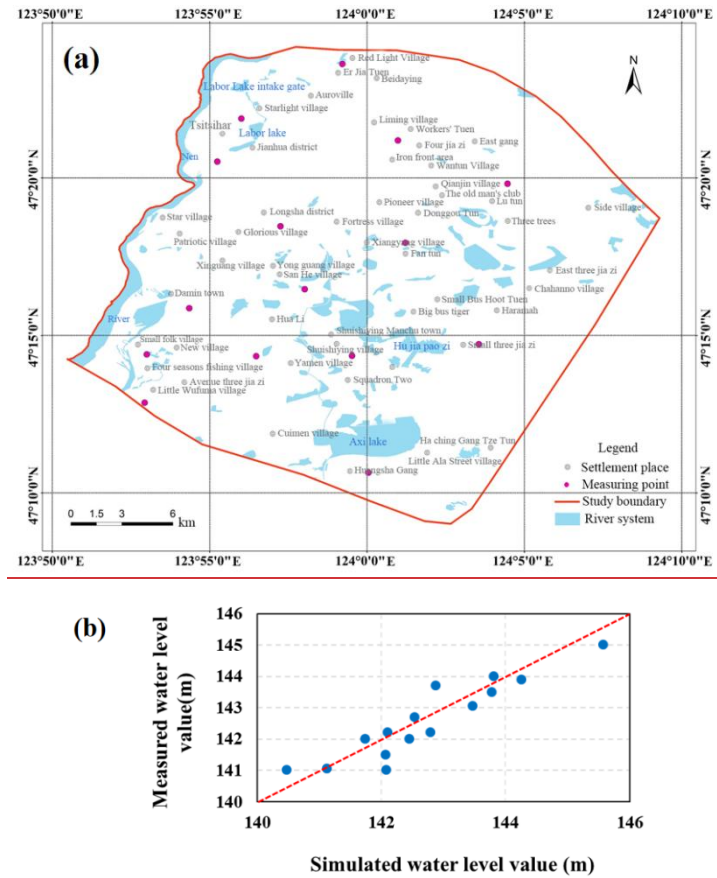 123°50'0"E 123°55'0"E 124°0'0"E 124°5'0"E 124°10'0"E
(a)
N
Red Light Village
Er Jia Tuen
Beidaying
Labor Lake intake gate
Auroville
Starlight village
Tsitsihar
Labor lake
Jianhua district
Liming village
Workers' Tuen
Four jia zi
East gang
Iron front area
Wantun Village
Nen
47°20'0"N 47°20'0"N
Qianjin village
The old man's club
Lu tun
Pioneer village
Donggou Tun
Side village
Star village
Longsha district
Fortress village
Three trees
Patriotic village
Glorious village
Xiangyang village
Fan tun
Xinguang village
Yong guang village
San He village
East three jia zi
Chahanno village
Damin town
Small Bus Hoot Tuen
Big bus tiger
Haramah
River
Hua Li
47°15'0"N 47°15'0"N
Shuishiying Manchu town
Small folk village
New village
Shuishiying village
Hu jia pao zi
Small three jia zi
Four seasons fishing village
Yamen village
Avenue three jia zi
Squadron Two
Little Wufuma village
Cuimen village
Axi lake
Ha ching Gang Tze Tun
Little Ala Street village
Huangsha Gang
47°10'0"N 47°10'0"N
Legend
Settlement place
Measuring point
Study boundary
River system
0 1.5 3 6
km
123°50'0"E 123°55'0"E 124°0'0"E 124°5'0"E 124°10'0"E
(b)
Measured water level
value(m)
146
145
144
143
142
141
140
140 142 144 146
Simulated water level value (m)